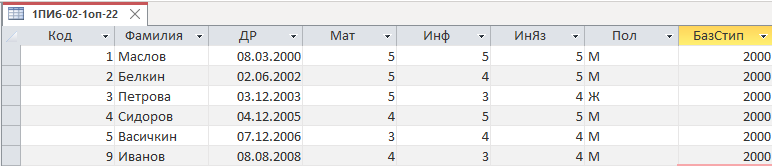 1ПИб-02-1оп-22
Код Фамилия ДР Мат Инф ИнЯз Пол БазСтип
1 Маслов 08.03.2000 5 5 5 М 2000
2 Белкин 02.06.2002 5 4 5 М 2000
3 Петрова 03.12.2003 5 3 4 Ж 2000
4 Сидоров 04.12.2005 4 5 5 М 2000
5 Васичкин 07.12.2006 3 4 4 М 2000
9 Иванов 08.08.2008 4 3 4 М 2000